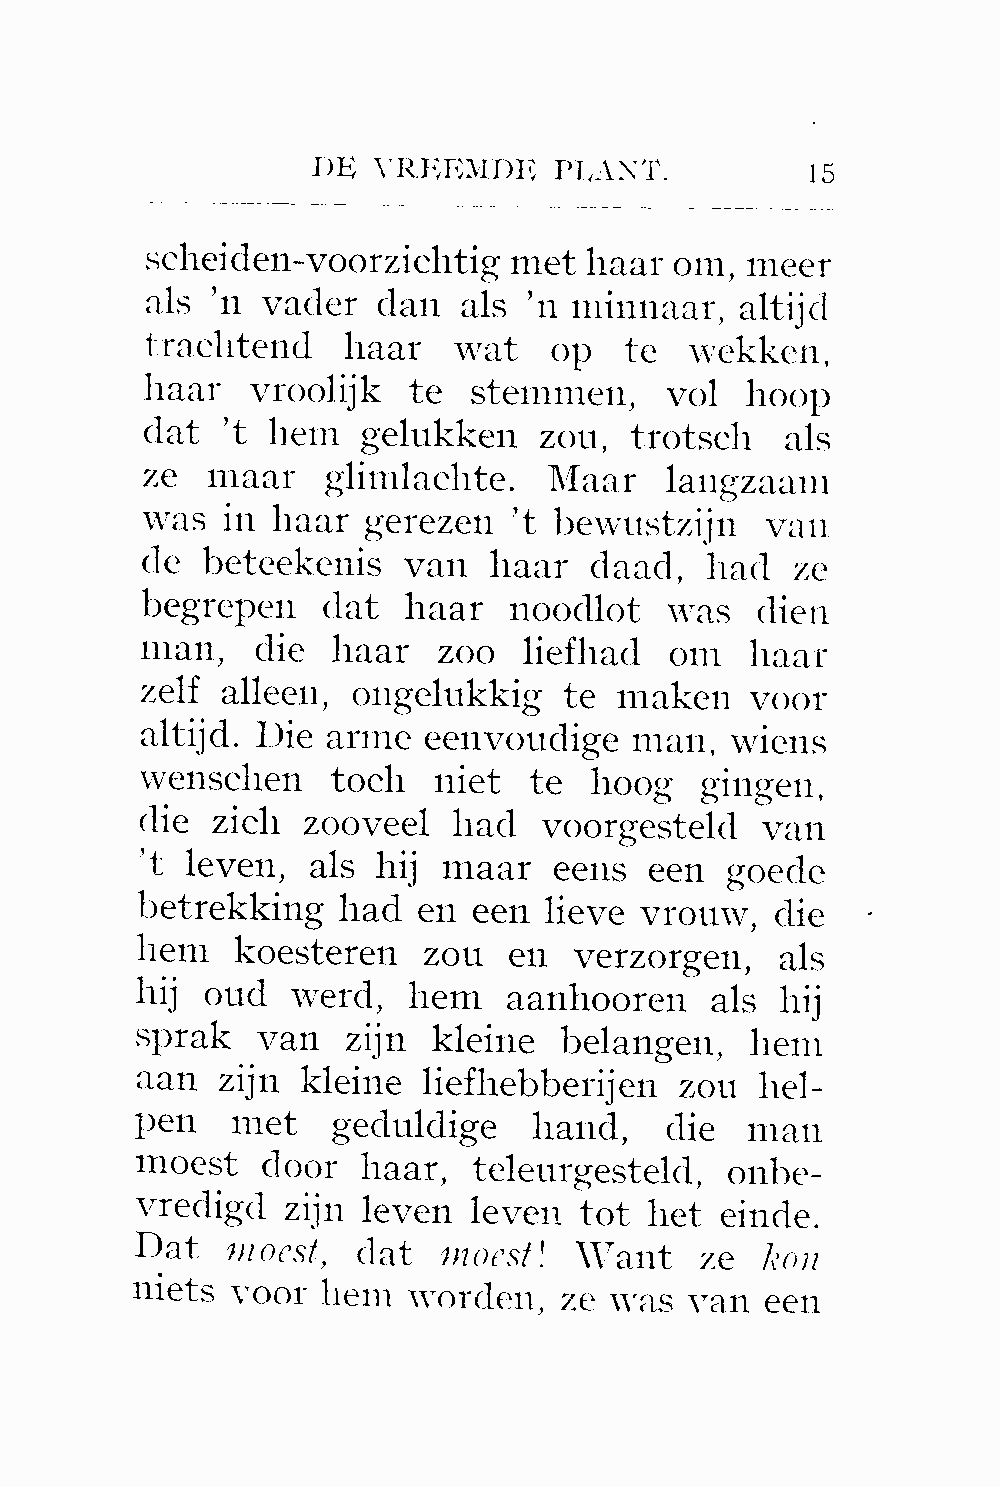 DE VREEMDE PLANT. 15
scheiden-voorzichtig met haar om, meer
als ’n vader dan als ’n minnaar, altijd
trachtend haar wat op te wekken,
haar vroolijk te stemmen, vol hoop
dat ’t hem gelukken zou, trotsch als
ze maar glimlachte. Maar langzaam
was in haar gerezen ’t bewustzijn van
de beteekenis van haar daad, had ze
begrepen dat haar noodlot was dien
man, die haar zoo liefhad om haar
zelf alleen, ongelukkig te maken voor
altijd. Die arme eenvoudige man, wiens
wenschen toch niet te hoog gingen,
die zich zooveel had voorgesteld van
’t leven, als hij maar eens een goede
betrekking had en een lieve vrouw, die
hem koesteren zou en verzorgen, als
hij oud werd, hem aanhooren als hij
sprak van zijn kleine belangen, hem
aan zijn kleine liefhebberijen zou hel-
pen met geduldige hand, die man
moest door haar, teleurgesteld, onbe-
vredigd zijn leven leven tot het einde.
Dat moest, dat moest! Want ze kon
niets voor hem worden, ze was van een